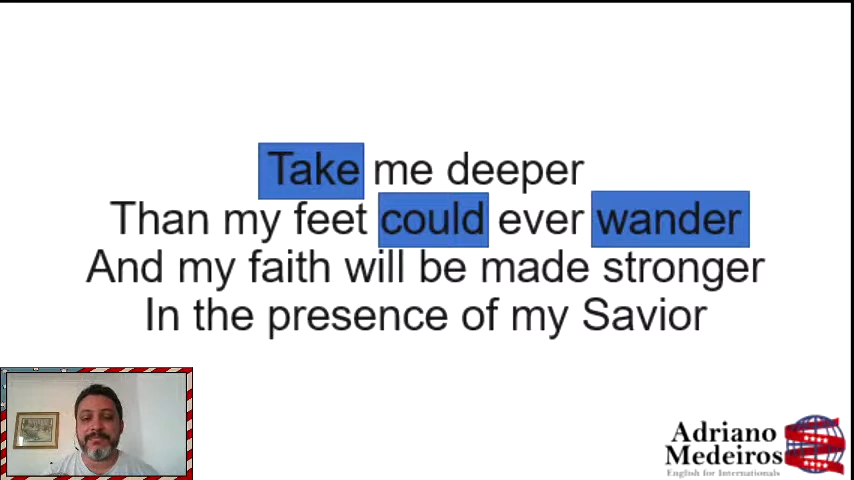 Take me deeper
Than my feet could ever wander
And my faith will be made stronger
In the presence of my Savior
Adriano
Medeiros
English for Internationals